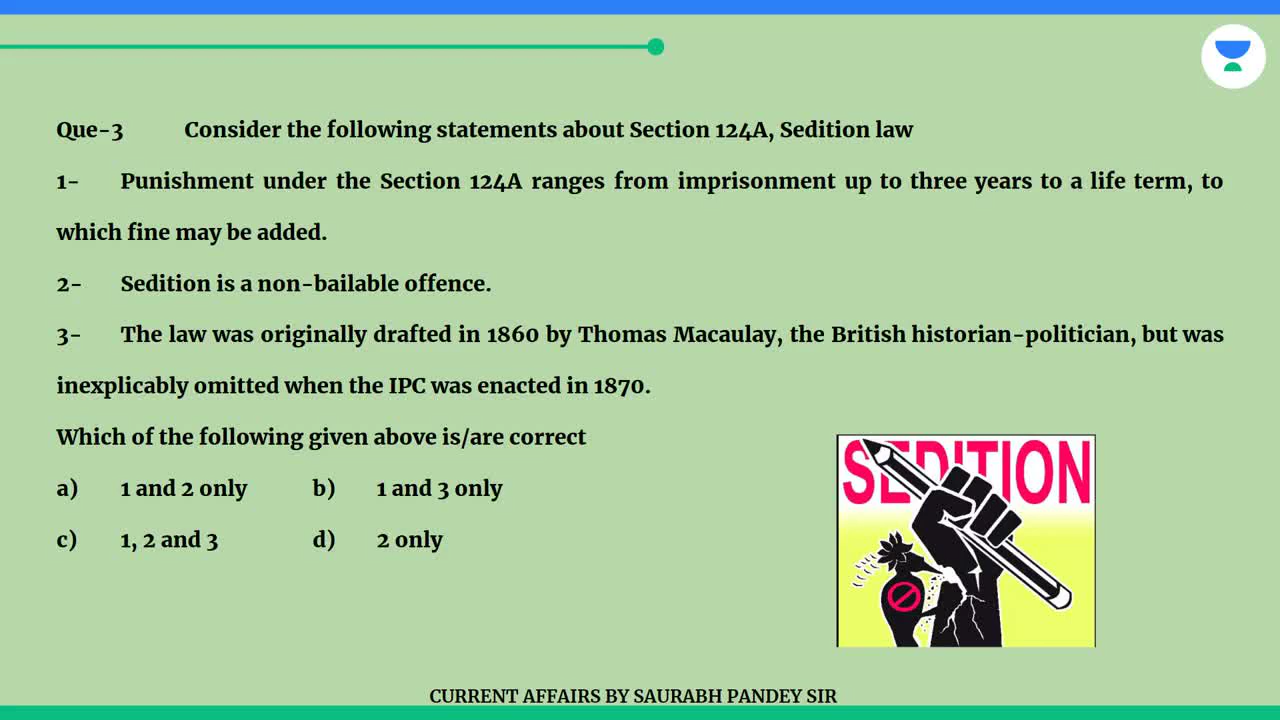 Que-3 Consider the following statements about Section 124A, Sedition law
1- Punishment under the Section 124A ranges from imprisonment up to three years to a life term, to
which fine may be added.
2- Sedition is a non-bailable offence.
3- The law was originally drafted in 1860 by Thomas Macaulay, the British historian-politician, but was
inexplicably omitted when the IPC was enacted in 1870.
Which of the following given above is/are correct
a) 1 and 2 only b) 1 and 3 only
c) 1, 2 and 3 d) 2 only
SEDITION
CURRENT AFFAIRS BY SAURABH PANDEY SIR